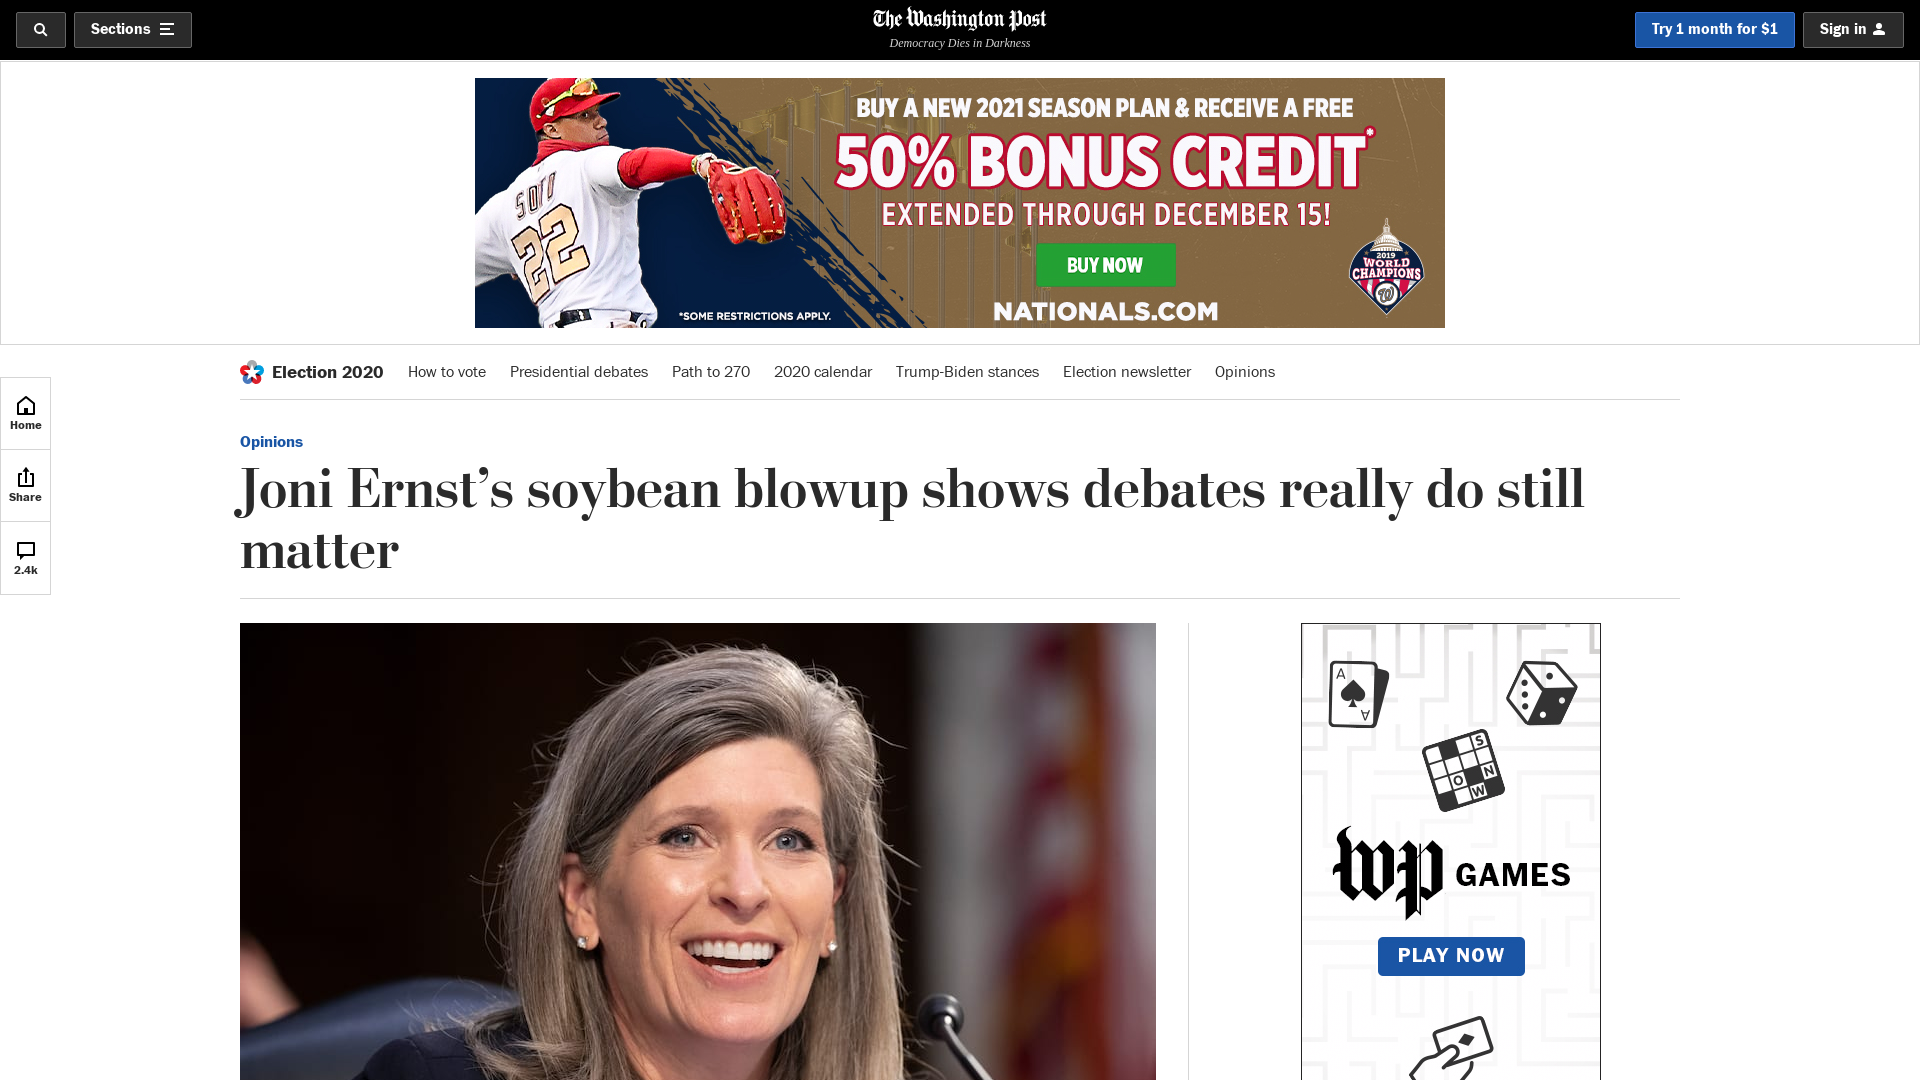 Sections
The Washington Post
Democracy Dies in Darkness
Try 1 month for $1
Sign in
BUY A NEW 2021 SEASON PLAN & RECEIVE A FREE
50% BONUS CREDIT*
EXTENDED THROUGH DECEMBER 15!
BUY NOW
NATIONALS.COM
*SOME RESTRICTIONS APPLY.
SOTO
22
2019
WORLD
CHAMPIONS
W
Election 2020
How to vote
Presidential debates
Path to 270
2020 calendar
Trump-Biden stances
Election newsletter
Opinions
Home
Share
2.4k
Opinions
Joni Ernst’s soybean blowup shows debates really do still
matter
A
A
S
O N
W
wp GAMES
PLAY NOW